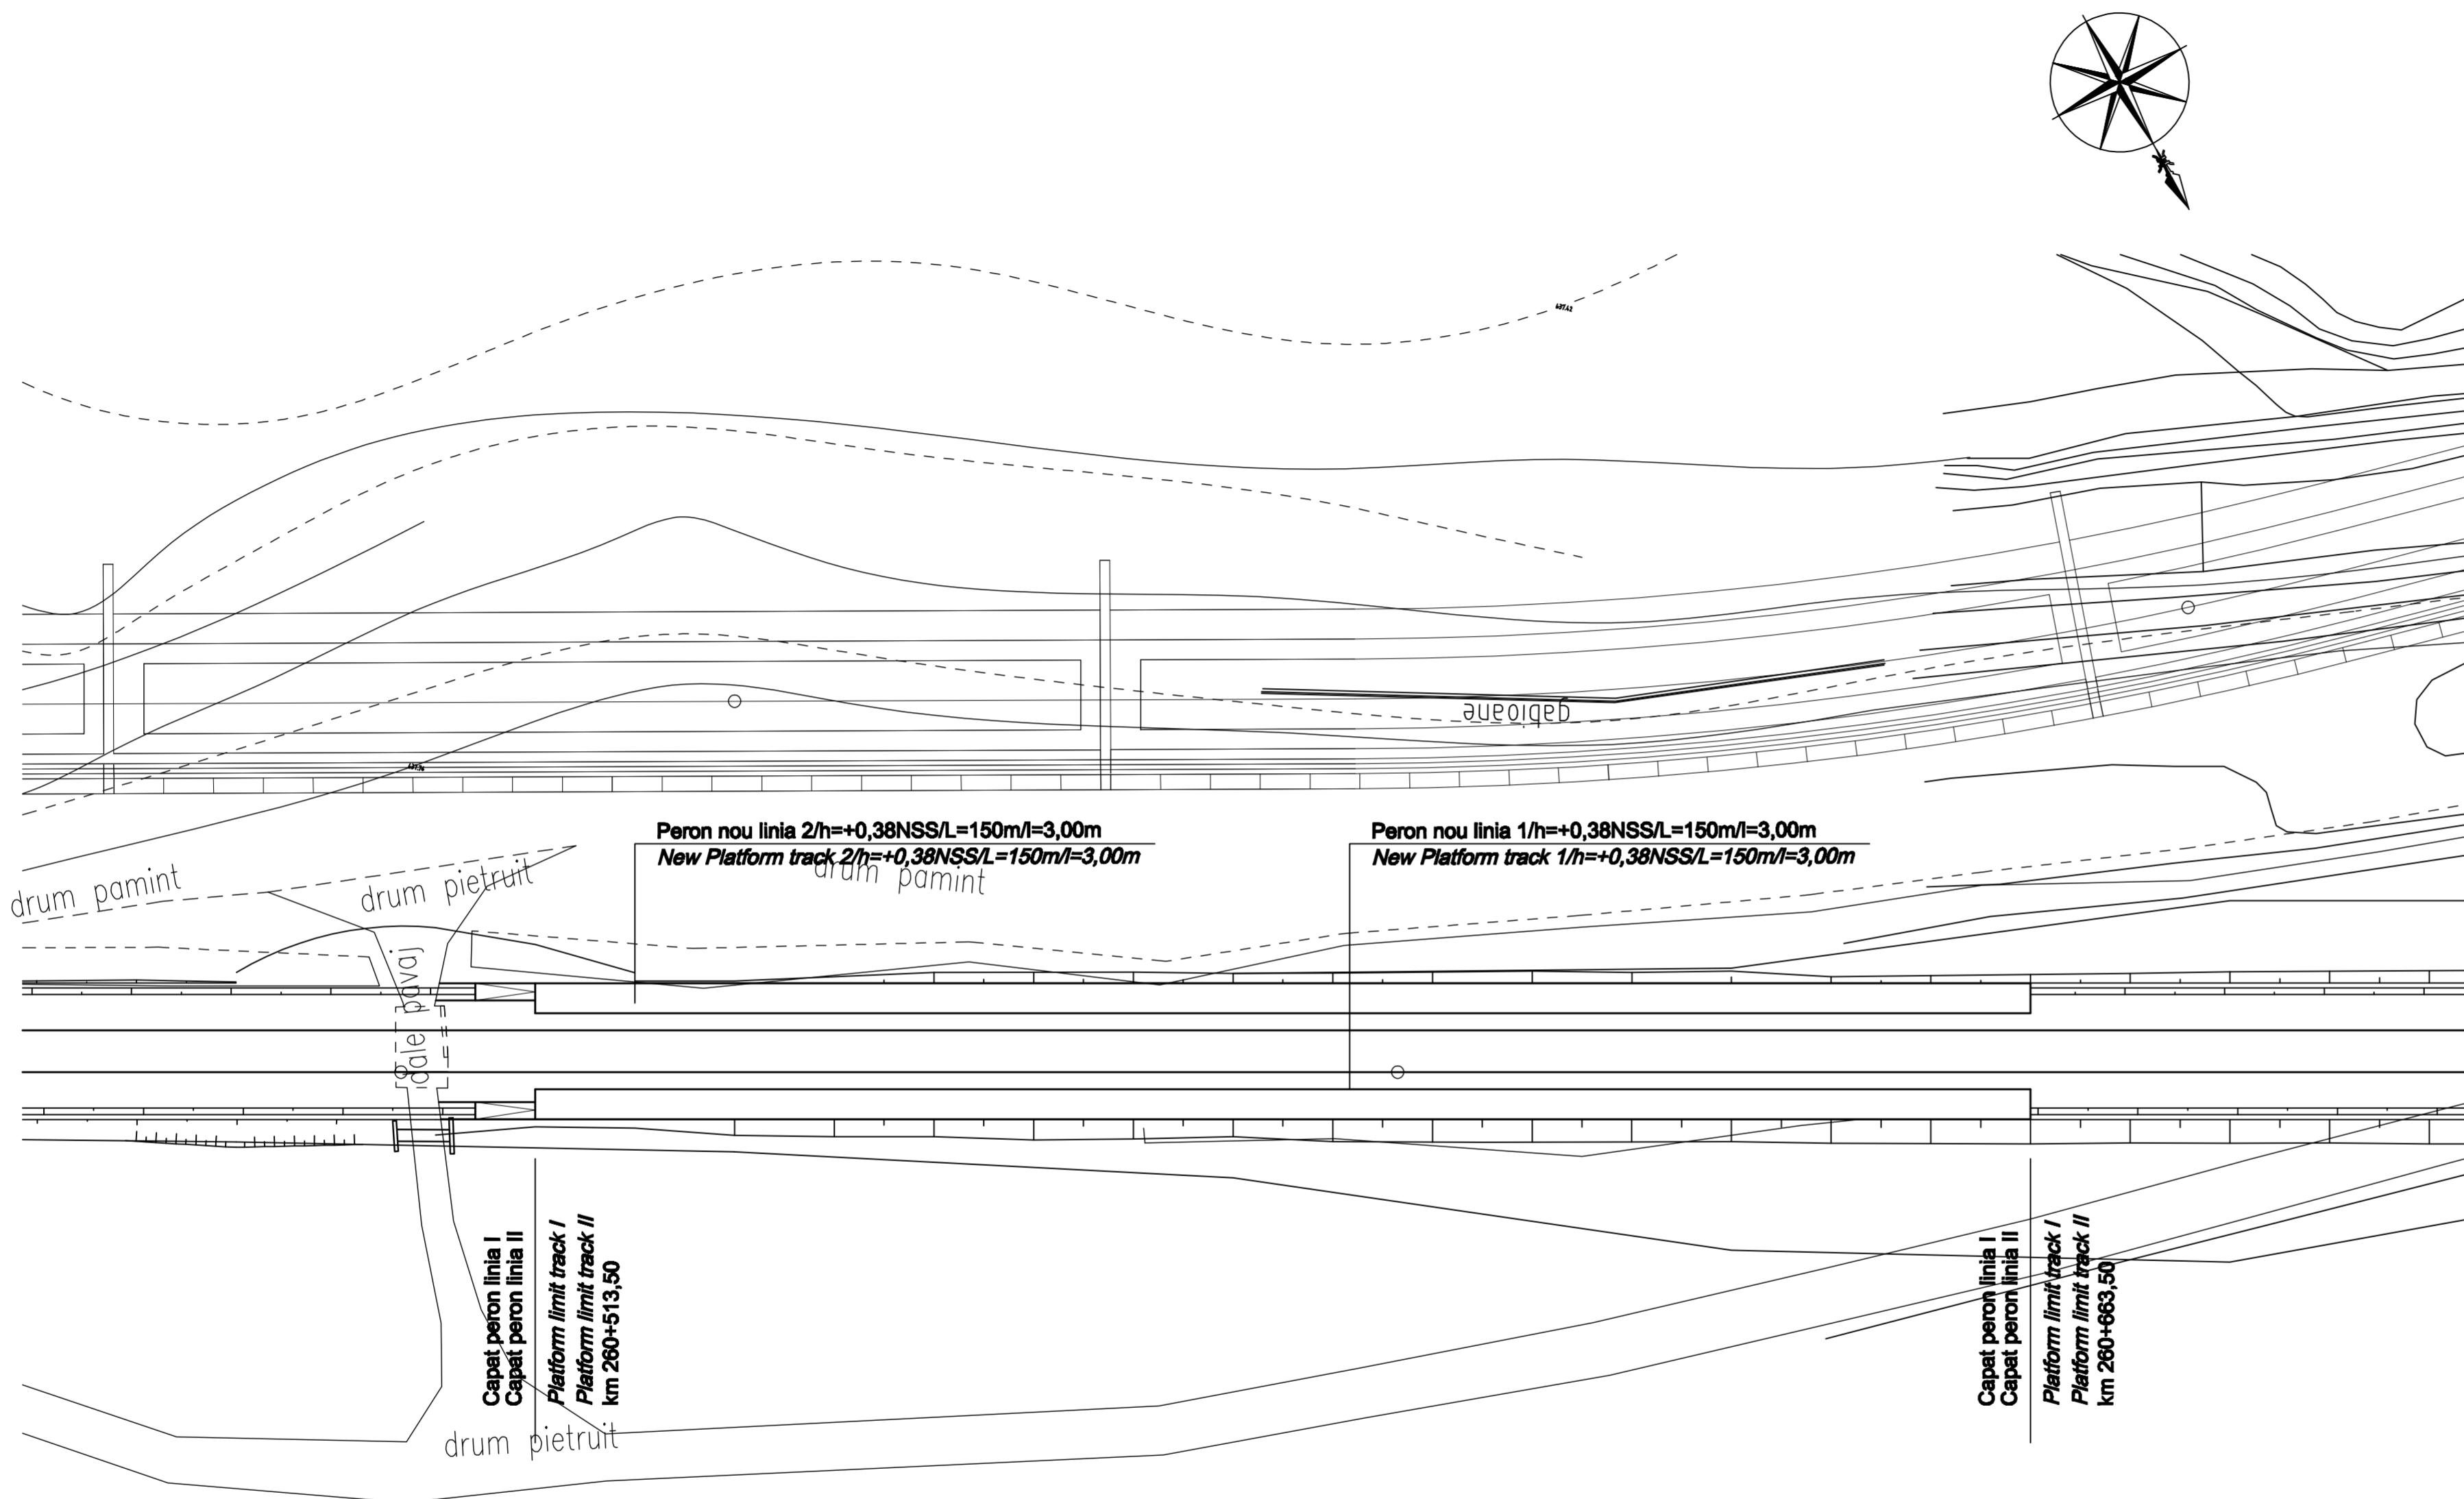 437.42
gabioane
Peron nou linia 2/h=+0,38NSS/L=150m/l=3,00m
New Platform track 2/h=+0,38NSS/L=150m/l=3,00m
Peron nou linia 1/h=+0,38NSS/L=150m/l=3,00m
New Platform track 1/h=+0,38NSS/L=150m/l=3,00m
drum pamint
drum pietruit
drum pamint
dale pavaj
Capat peron linia I
Capat peron linia II
Platform limit track I
Platform limit track II
km 260+513,50
Capat peron linia I
Capat peron linia II
Platform limit track I
Platform limit track II
km 260+663,50
drum pietruit